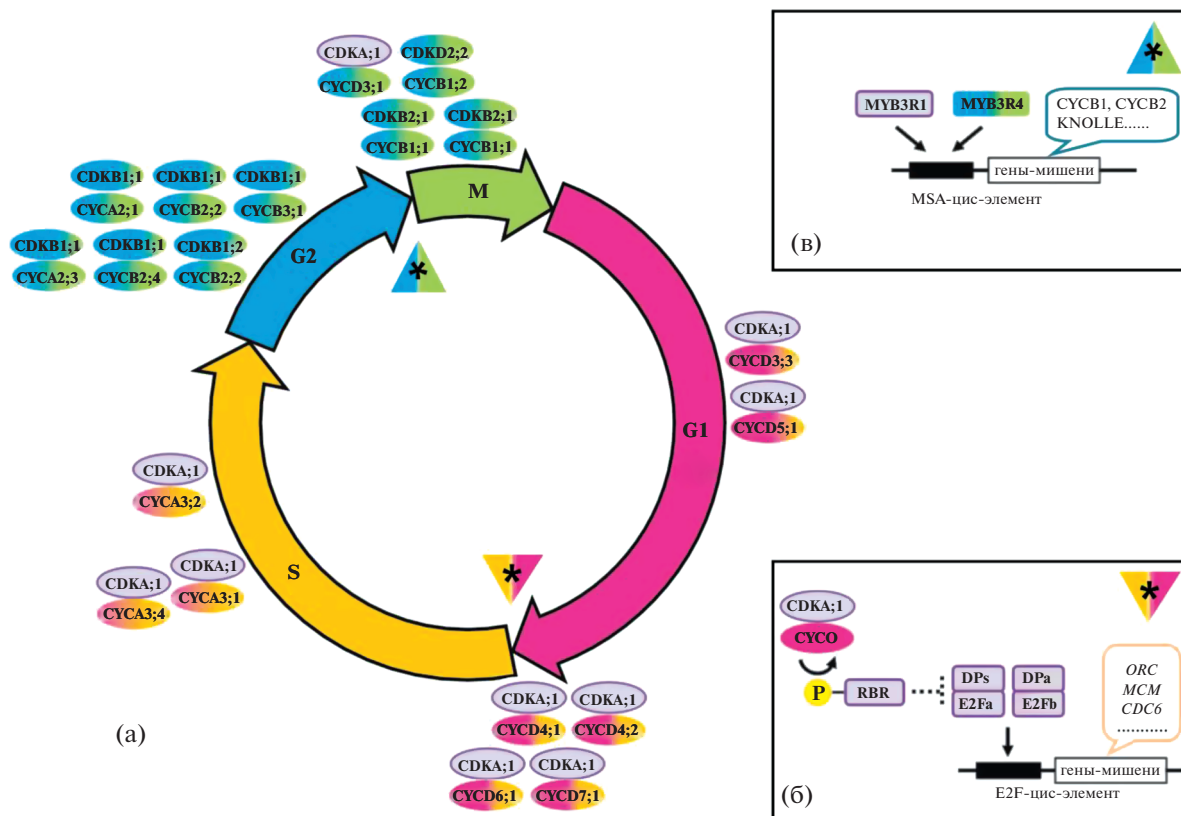 CDKA;1
CDKD2;2
CYCD3;1
CYCB1;2
CDKB2;1
CDKB2;1
CYCB1;1
CYCB1;1
CDKB1;1
CDKB1;1
CDKB1;1
CYCA2;1
CYCB2;2
CYCB3;1
CDKB1;1
CDKB1;1
CDKB1;2
CYCA2;3
CYCB2;4
CYCB2;2
M
G2
*
CDKA;1
CYCD3;3
CDKA;1
CYCD5;1
G1
CDKA;1
CYCA3;2
CDKA;1
CYCA3;1
CDKA;1
CYCA3;4
S
*
CDKA;1
CDKA;1
CYCD4;1
CYCD4;2
CDKA;1
CDKA;1
CYCD6;1
CYCD7;1
(а)
*
MYB3R1
MYB3R4
CYCB1, CYCB2
KNOLLE......
гены-мишени
MSA-цис-элемент
(в)
*
CDKA;1
CYCO
P
RBR
DPs
DPa
E2Fa
E2Fb
ORC
MCM
CDC6
...........
гены-мишени
E2F-цис-элемент
(б)